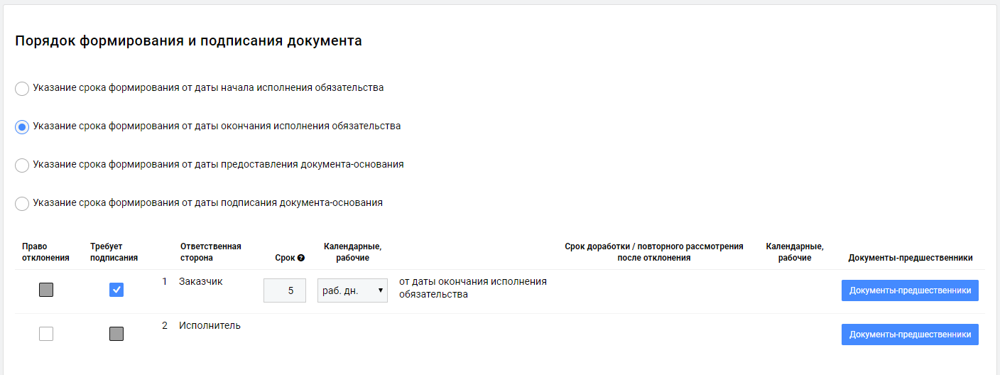 Порядок формирования и подписания документа
Указание срока формирования от даты начала исполнения обязательства
Указание срока формирования от даты окончания исполнения обязательства
Указание срока формирования от даты предоставления документа-основания
Указание срока формирования от даты подписания документа-основания
Право
отклонения
Требует
подписания
Ответственная
сторона
Срок
Календарные,
рабочие
Срок доработки / повторного рассмотрения
после отклонения
Календарные,
рабочие
Документы-предшественники
1 Заказчик 5 раб. дн. от даты окончания исполнения
обязательства
Документы-предшественники
2 Исполнитель
Документы-предшественники